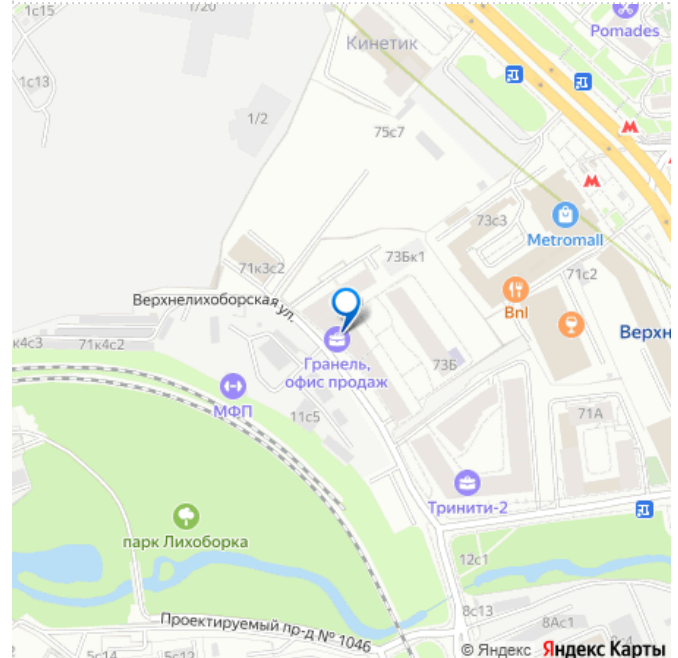 1с15
1/20
Pomades
Кинетик
1с13
1/2
75с7
М
М
73с3
Metromall
71к3с2
73Бк1
71с2
Верхнелихоборская ул.
Bnl
Верхн
к4с3
71к4с2
Гранель,
офис продаж
73Б
МФП
11с5
71А
Тринити-2
парк Лихоборка
12с1
8с13
Проектируемый пр-д № 1046
8Ас1
5с14
5с12
© Яндекс Яндекс Карты